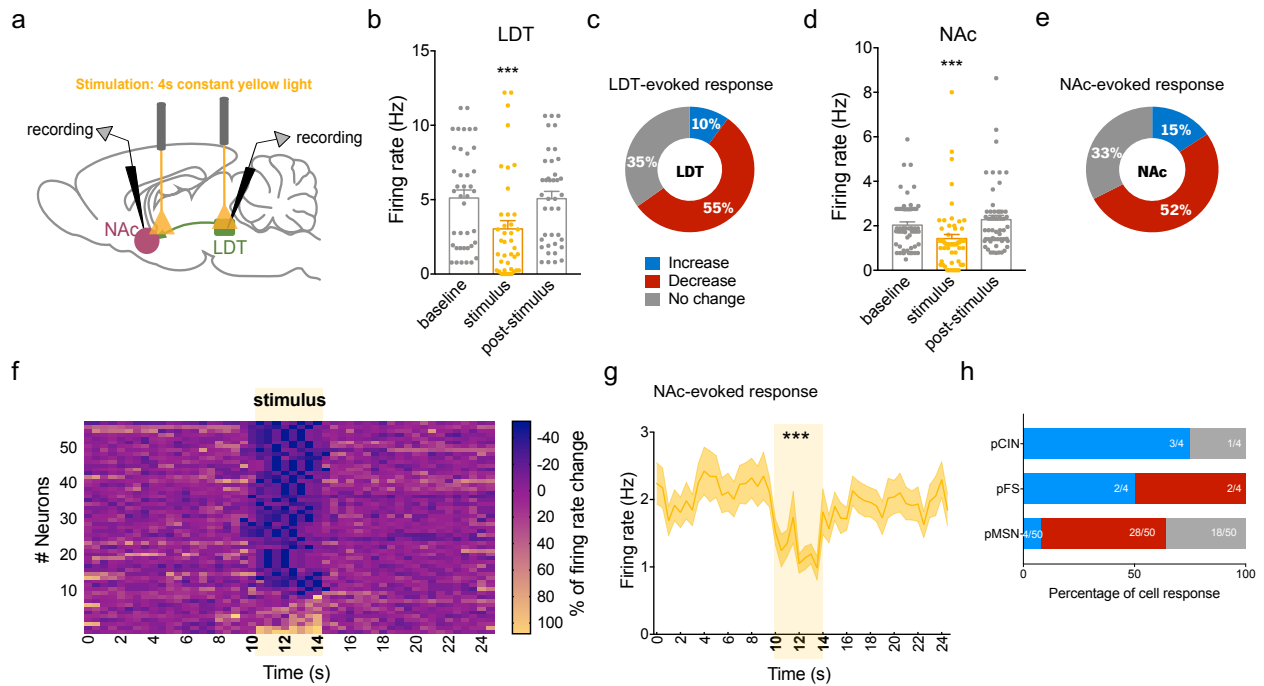 a
Stimulation: 4s constant yellow light
recording
recording
NAc
LDT
b
LDT
***
Firing rate (Hz)
15
10
5
0
baseline
stimulus
post-stimulus
c
LDT-evoked response
10%
35%
LDT
55%
Increase
Decrease
No change
d
NAc
***
Firing rate (Hz)
10
8
6
4
2
0
baseline
stimulus
post-stimulus
e
NAc-evoked response
15%
33%
NAc
52%
f
stimulus
# Neurons
50
40
30
20
10
0
2
4
6
8
10
12
14
16
18
20
22
24
Time (s)
-40
-20
0
20
40
60
80
100
% of firing rate change
g
NAc-evoked response
***
Firing rate (Hz)
3
2
1
0
0
2
4
6
8
10
12
14
16
18
20
22
24
Time (s)
h
pCIN
3/4
1/4
pFS
2/4
2/4
pMSN
4/50
28/50
18/50
0
50
100
Percentage of cell response